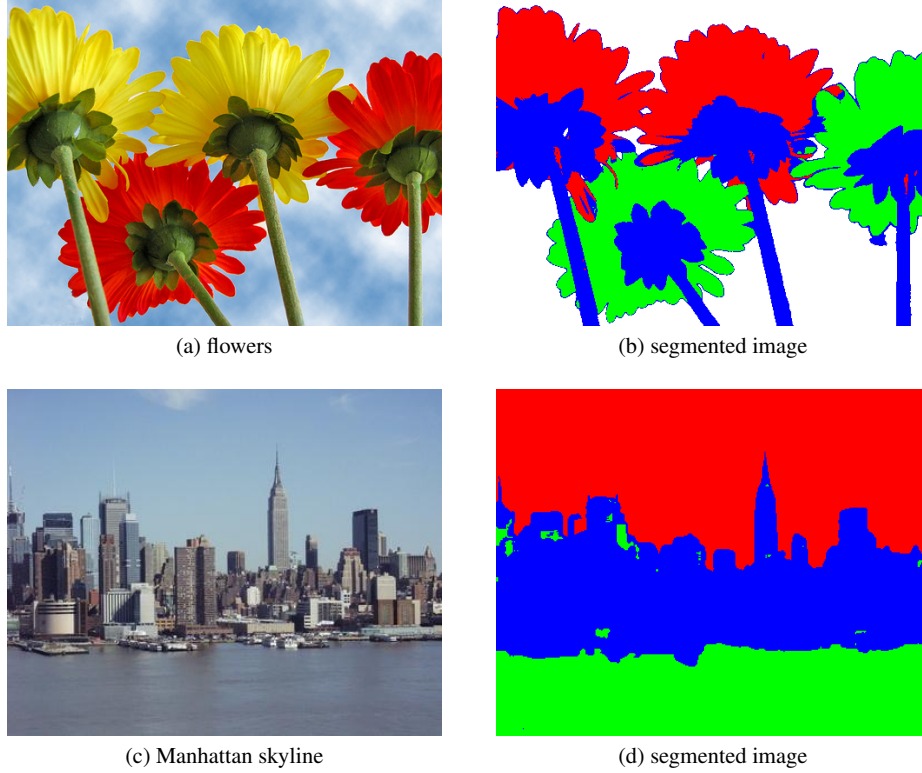 (a) flowers
(b) segmented image
(c) Manhattan skyline
(d) segmented image